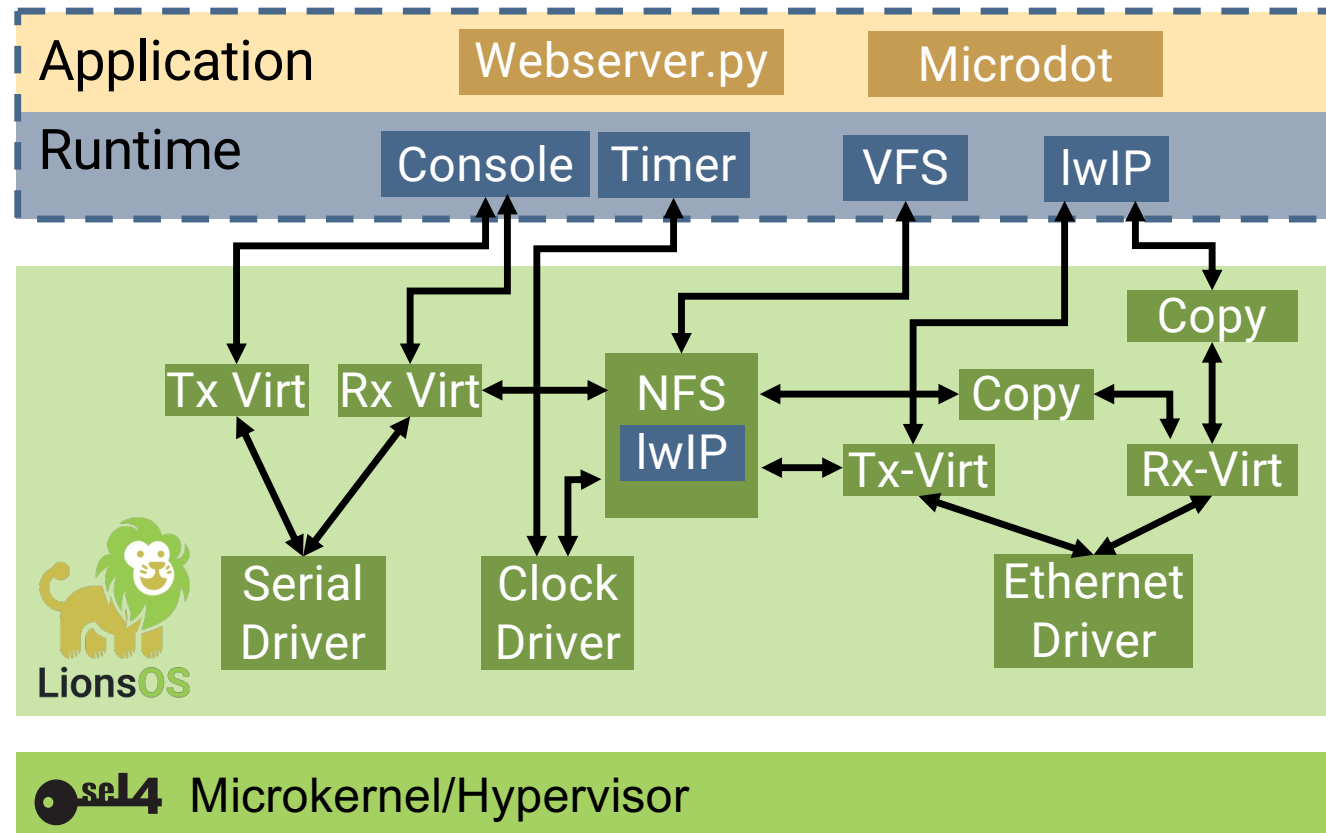 Application
Webserver.py
Microdot
Runtime
Console
Timer
VFS
lwIP
Copy
Tx Virt
Rx Virt
NFS
lwIP
Copy
Tx-Virt
Rx-Virt
Serial
Driver
Clock
Driver
Ethernet
Driver
LionsOS
seL4
Microkernel/Hypervisor